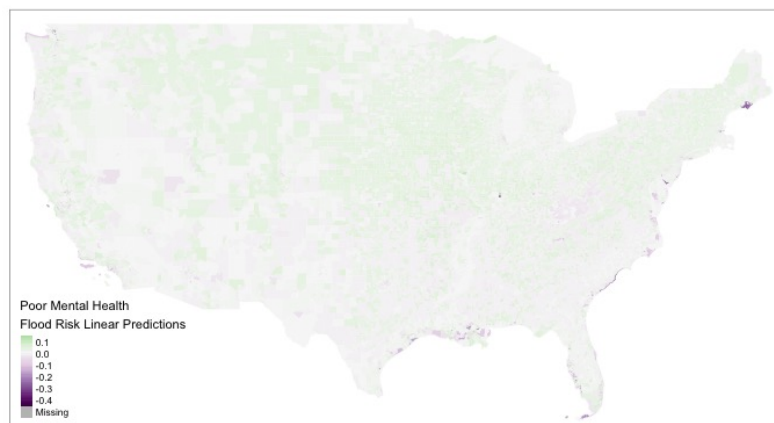 Poor Mental Health
Flood Risk Linear Predictions
0.1
0.0
-0.1
-0.2
-0.3
-0.4
Missing